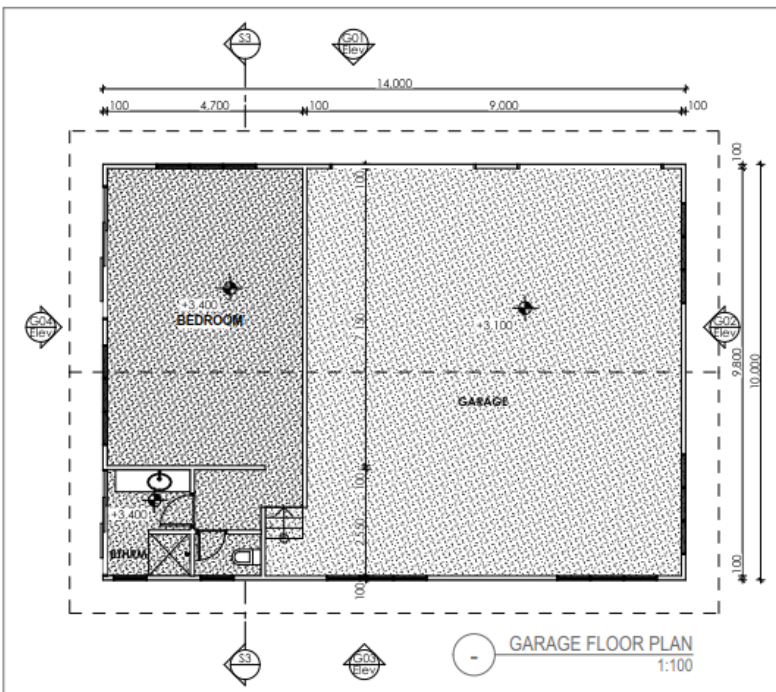 S3
G01
Elev
14,000
100
4,700
100
9,000
100
100
100
+3,400
BEDROOM
+3,100
G04
Elev
G02
Elev
7,150
9,800
10,000
GARAGE
100
+3,400
BTHRM
100
100
S3
G03
Elev
-
GARAGE FLOOR PLAN
1:100